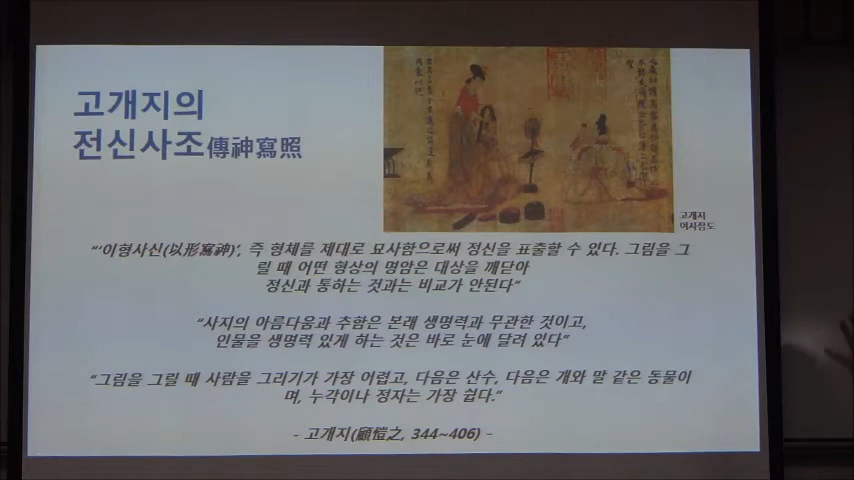 고개지의
전신사조傳神寫照
고개지
여사잠도
“‘이형사신(以形寫神)’, 즉 형체를 제대로 묘사함으로써 정신을 표출할 수 있다. 그림을 그
릴 때 어떤 형상의 명암은 대상을 깨닫아
정신과 통하는 것과는 비교가 안된다”
“사지의 아름다움과 추함은 본래 생명력과 무관한 것이고,
인물을 생명력 있게 하는 것은 바로 눈에 달려 있다”
“그림을 그릴 때 사람을 그리기가 가장 어렵고, 다음은 산수, 다음은 개와 말 같은 동물이
며, 누각이나 정자는 가장 쉽다.”
- 고개지(顧愷之, 344~406) -